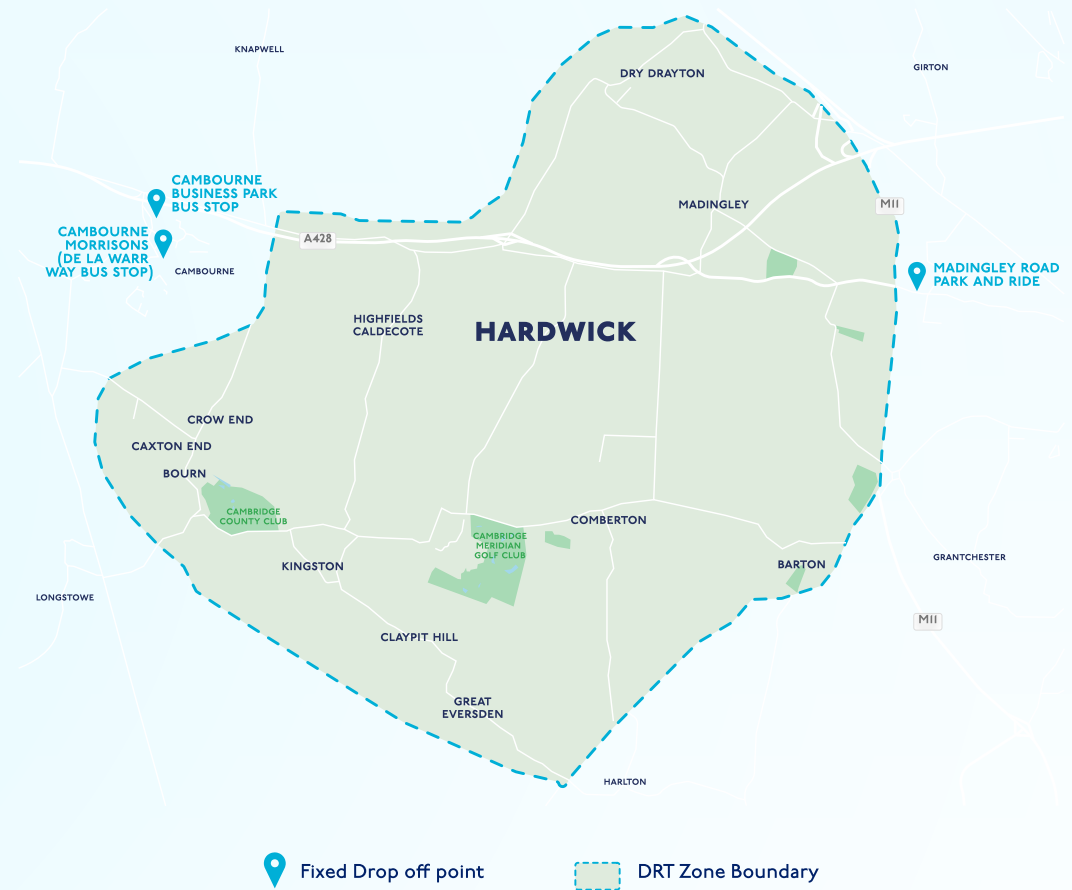 KNAPWELL
GIRTON
DRY DRAYTON
CAMBOURNE
BUSINESS PARK
BUS STOP
MADINGLEY
M11
CAMBOURNE
MORRISONS
(DE LA WARR
WAY BUS STOP)
A428
CAMBOURNE
MADINGLEY ROAD
PARK AND RIDE
HIGHFIELDS
CALDECOTE
HARDWICK
CROW END
CAXTON END
BOURN
CAMBRIDGE
COUNTY CLUB
COMBERTON
CAMBRIDGE
MERIDIAN
GOLF CLUB
KINGSTON
BARTON
GRANTCHESTER
LONGSTOWE
M11
CLAYPIT HILL
GREAT
EVERSDEN
HARLTON
Fixed Drop off point
DRT Zone Boundary